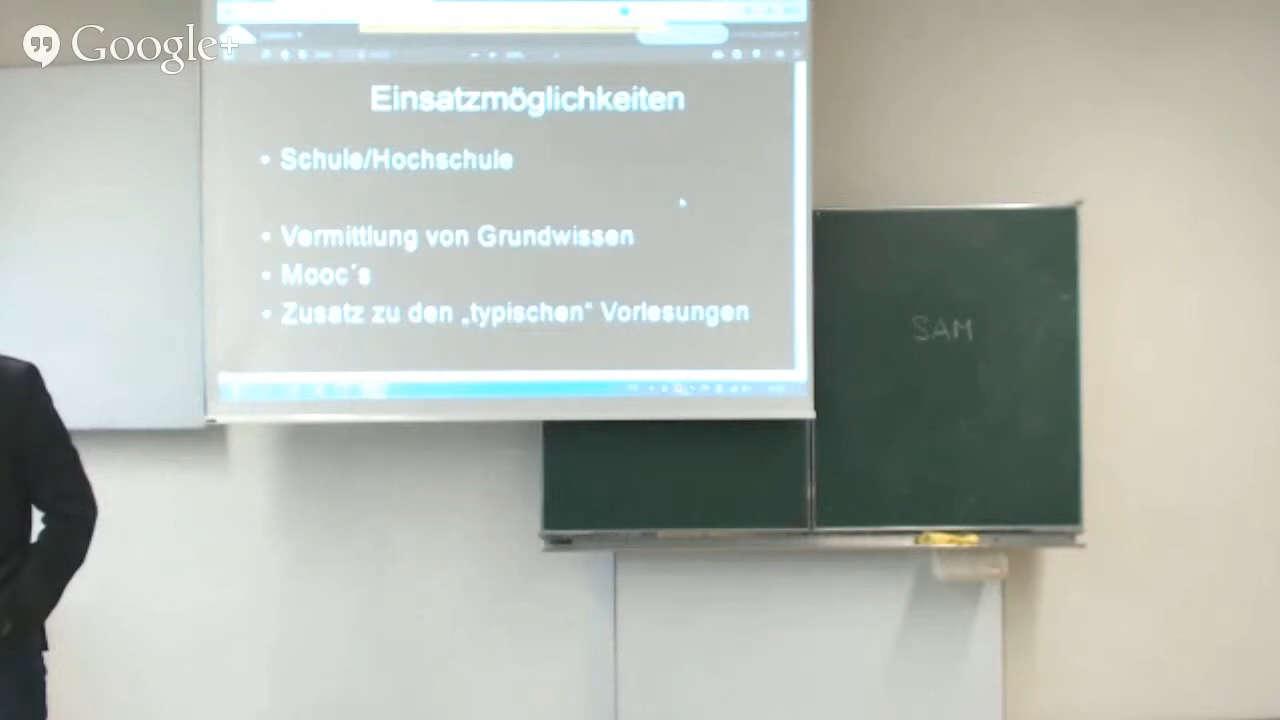 Google+
Einsatzmöglichkeiten
• Schule/Hochschule
• Vermittlung von Grundwissen
• Mooc´s
• Zusatz zu den „typischen“ Vorlesungen
SAM